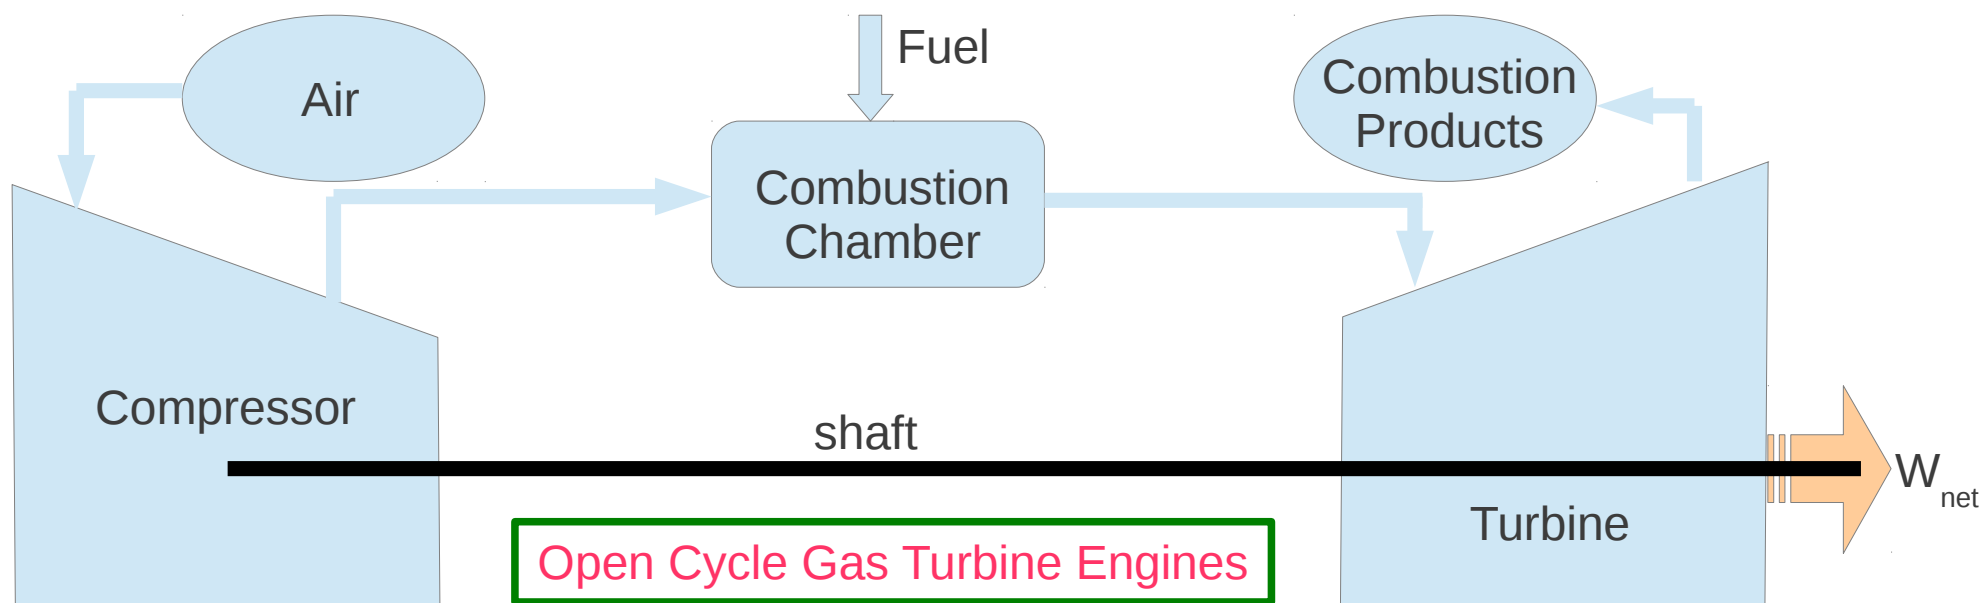 Fuel
Air
Combustion
Products
Combustion
Chamber
Compressor
shaft
W
net
Turbine
Open Cycle Gas Turbine Engines